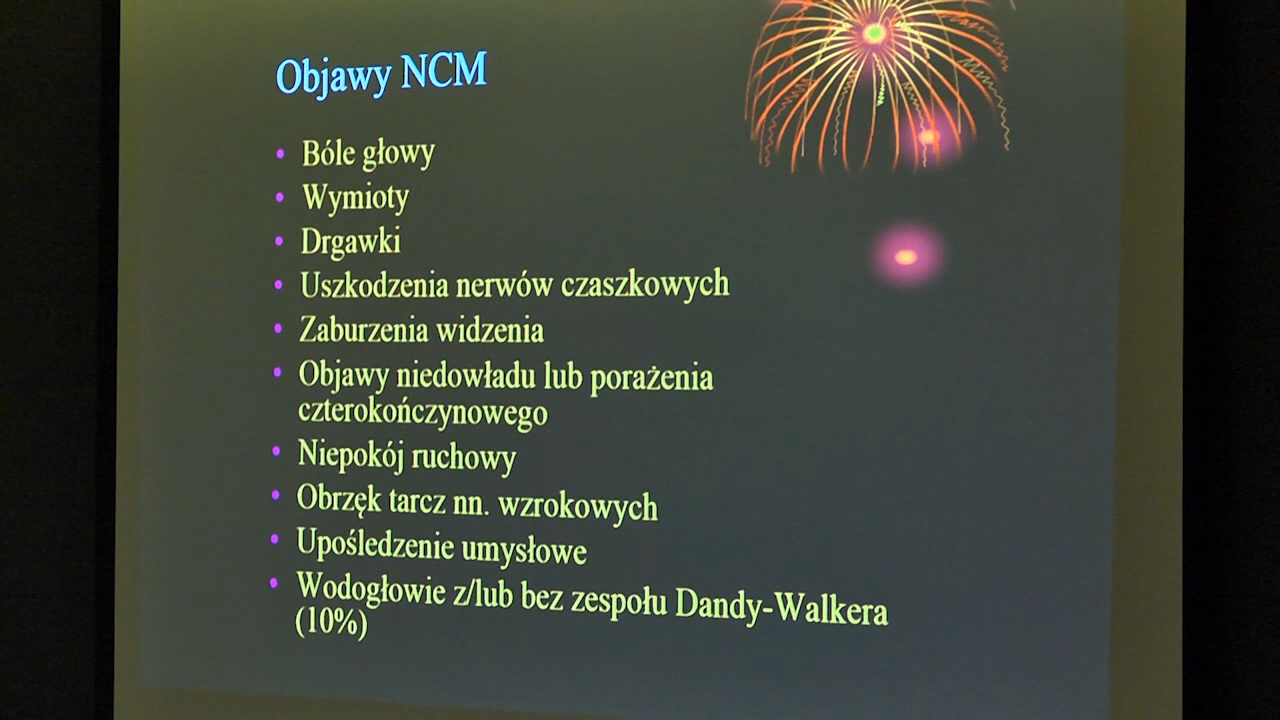 Objawy NCM
• Bóle głowy
• Wymioty
• Drgawki
• Uszkodzenia nerwów czaszkowych
• Zaburzenia widzenia
• Objawy niedowładu lub porażenia
czterokończynowego
• Niepokój ruchowy
• Obrzęk tarcz nn. wzrokowych
• Upośledzenie umysłowe
• Wodogłowie z/lub bez zespołu Dandy-Walkera
(10%)